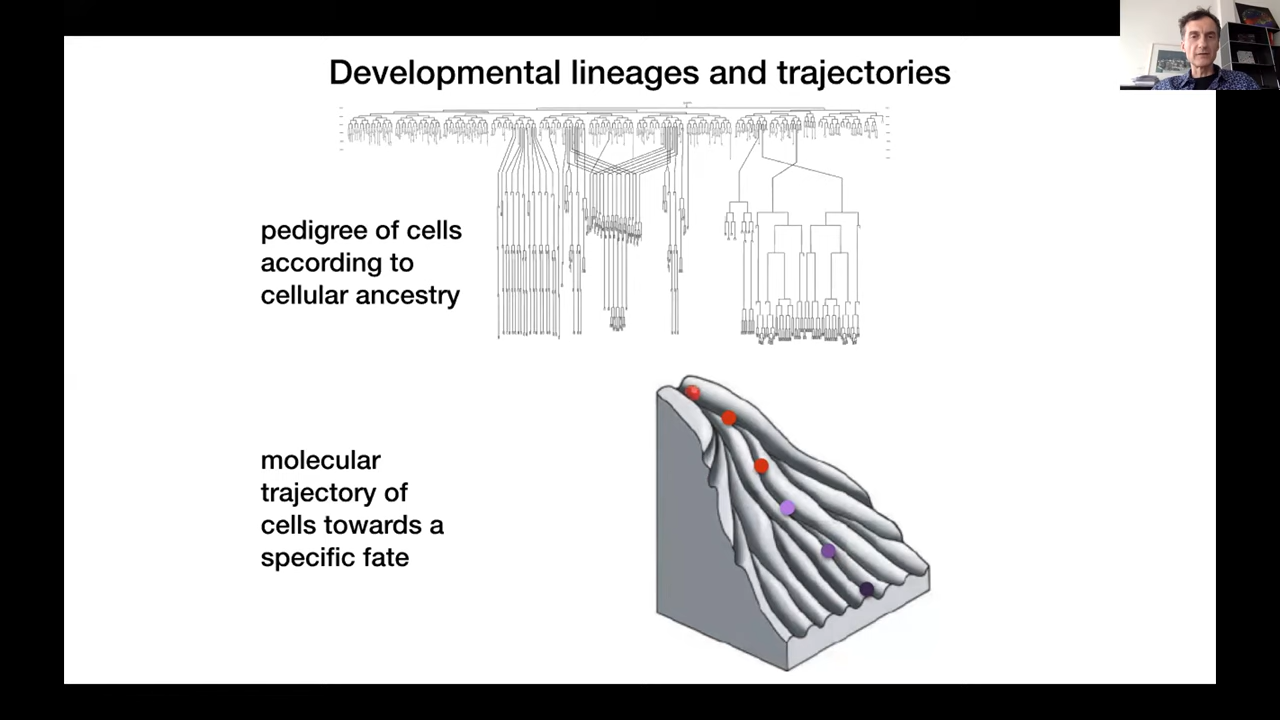 Developmental lineages and trajectories
pedigree of cells
according to
cellular ancestry
molecular
trajectory of
cells towards a
specific fate